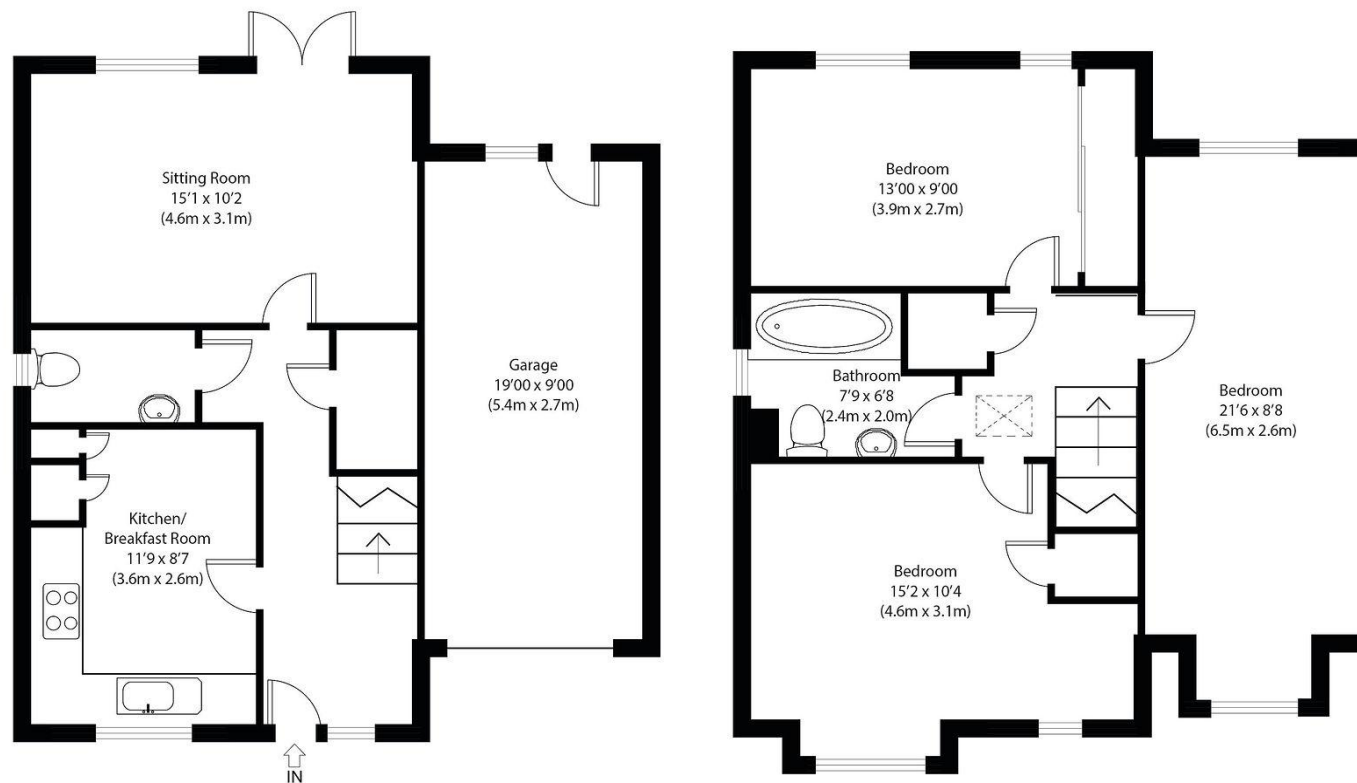 Sitting Room
15'1 x 10'2
(4.6m x 3.1m)
Garage
19'00 x 9'00
(5.4m x 2.7m)
Kitchen/
Breakfast Room
11'9 x 8'7
(3.6m x 2.6m)
IN
Bedroom
13'00 x 9'00
(3.9m x 2.7m)
Bathroom
7'9 x 6'8
(2.4m x 2.0m)
Bedroom
21'6 x 8'8
(6.5m x 2.6m)
Bedroom
15'2 x 10'4
(4.6m x 3.1m)